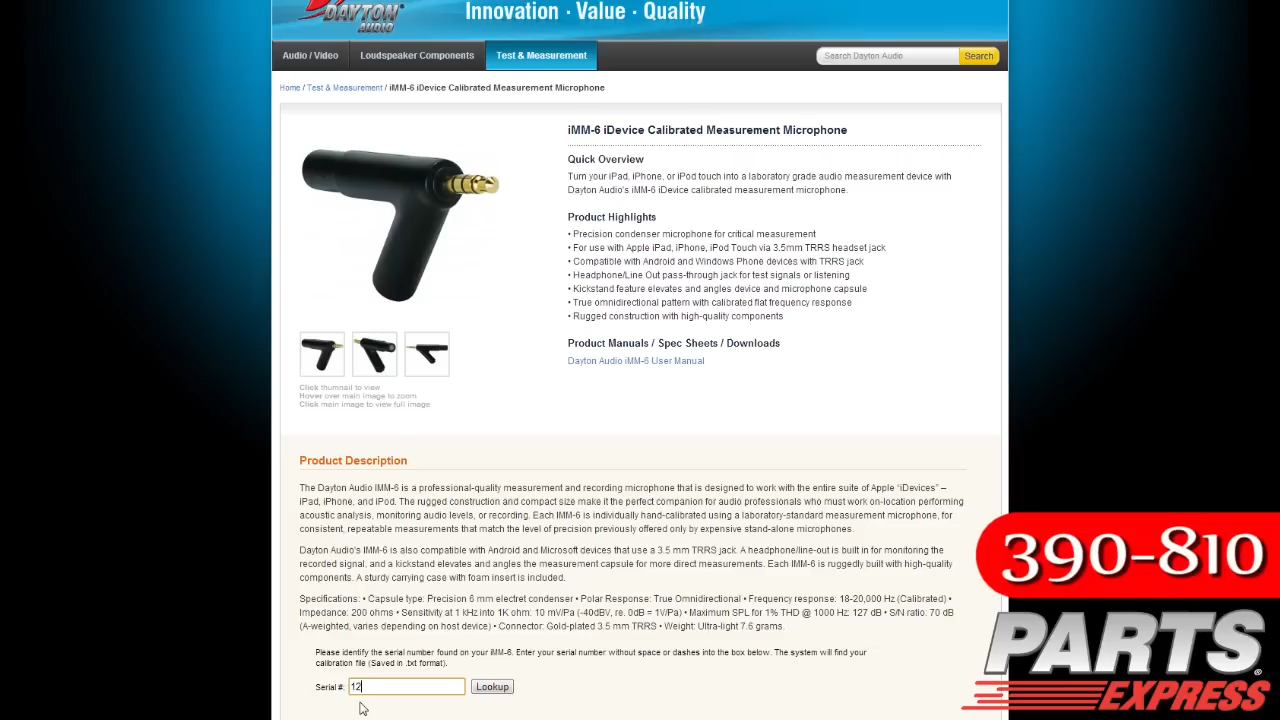 DAYTON
AUDIO
Innovation · Value · Quality
Audio / Video
Loudspeaker Components
Test & Measurement
Search Dayton Audio
Search
Home / Test & Measurement / iMM-6 iDevice Calibrated Measurement Microphone
iMM-6 iDevice Calibrated Measurement Microphone
Quick Overview
Turn your iPad, iPhone, or iPod touch into a laboratory grade audio measurement device with
Dayton Audio's iMM-6 iDevice calibrated measurement microphone.
Product Highlights
• Precision condenser microphone for critical measurement
• For use with Apple iPad, iPhone, iPod Touch via 3.5mm TRRS headset jack
• Compatible with Android and Windows Phone devices with TRRS jack
• Headphone/Line Out pass-through jack for test signals or listening
• Kickstand feature elevates and angles device and microphone capsule
• True omnidirectional pattern with calibrated flat frequency response
• Rugged construction with high-quality components
Product Manuals / Spec Sheets / Downloads
Dayton Audio iMM-6 User Manual
Click thumnail to view
Hover over main image to zoom
Click main image to view full image
Product Description
The Dayton Audio IMM-6 is a professional-quality measurement and recording microphone that is designed to work with the entire suite of Apple “iDevices” –
iPad, iPhone, and iPod. The rugged construction and compact size make it the perfect companion for audio professionals who must work on-location performing
acoustic analysis, monitoring audio levels, or recording. Each IMM-6 is individually hand-calibrated using a laboratory-standard measurement microphone, for
consistent, repeatable measurements that match the level of precision previously offered only by expensive stand-alone microphones.
Dayton Audio's IMM-6 is also compatible with Android and Microsoft devices that use a 3.5 mm TRRS jack. A headphone/line-out is built in for monitoring the
recorded signal, and a kickstand elevates and angles the measurement capsule for more direct measurements. Each IMM-6 is ruggedly built with high-quality
components. A sturdy carrying case with foam insert is included.
Specifications: • Capsule type: Precision 6 mm electret condenser • Polar Response: True Omnidirectional • Frequency response: 18-20,000 Hz (Calibrated) •
Impedance: 200 ohms • Sensitivity at 1 kHz into 1K ohm: 10 mV/Pa (-40dBV, re. 0dB = 1V/Pa) • Maximum SPL for 1% THD @ 1000 Hz: 127 dB • S/N ratio: 70 dB
(A-weighted, varies depending on host device) • Connector: Gold-plated 3.5 mm TRRS • Weight: Ultra-light 7.6 grams.
Please identify the serial number found on your iMM-6. Enter your serial number without space or dashes into the box below. The system will find your
calibration file (Saved in .txt format).
Serial #: 12
Lookup
390-810
PARTS
EXPRESS